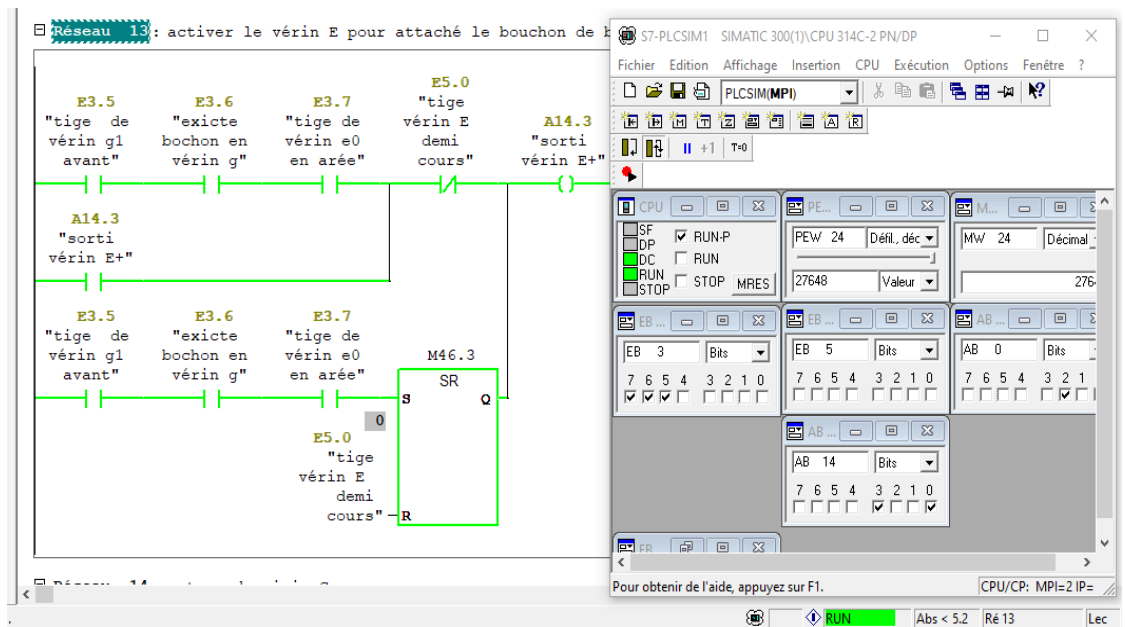 Réseau 13: activer le vérin E pour attaché le bouchon de b
E5.0
E3.5 E3.6 E3.7 "tige
"tige de "exicte "tige de vérin E A14.3
vérin g1 bochon en vérin e0 demi "sorti
avant" vérin g" en arée" cours" vérin E+"
A14.3
"sorti
vérin E+"
E3.5 E3.6 E3.7
"tige de "exicte "tige de
vérin g1 bochon en vérin e0 M46.3
avant" vérin g" en arée" SR
S Q
0
E5.0
"tige
vérin E
demi
cours" R
S7-PLCSIM1 SIMATIC 300(1)\CPU 314C-2 PN/DP
Fichier Edition Affichage Insertion CPU Exécution Options Fenêtre ?
PLCSIM(MPI)
+1 T=0
CPU
SF
DP
DC
RUN
STOP
RUN-P
RUN
STOP MRES
PE...
PEW 24 Défil., déc
27648 Valeur
M...
MW 24 Décimal
276
EB ...
EB 3 Bits
7 6 5 4 3 2 1 0
EB ...
EB 5 Bits
7 6 5 4 3 2 1 0
AB ...
AB 0 Bits
7 6 5 4 3 2 1
AB ...
AB 14 Bits
7 6 5 4 3 2 1 0
EB
Pour obtenir de l'aide, appuyez sur F1. CPU/CP: MPI=2 IP=
RUN Abs < 5.2 Ré 13 Lec